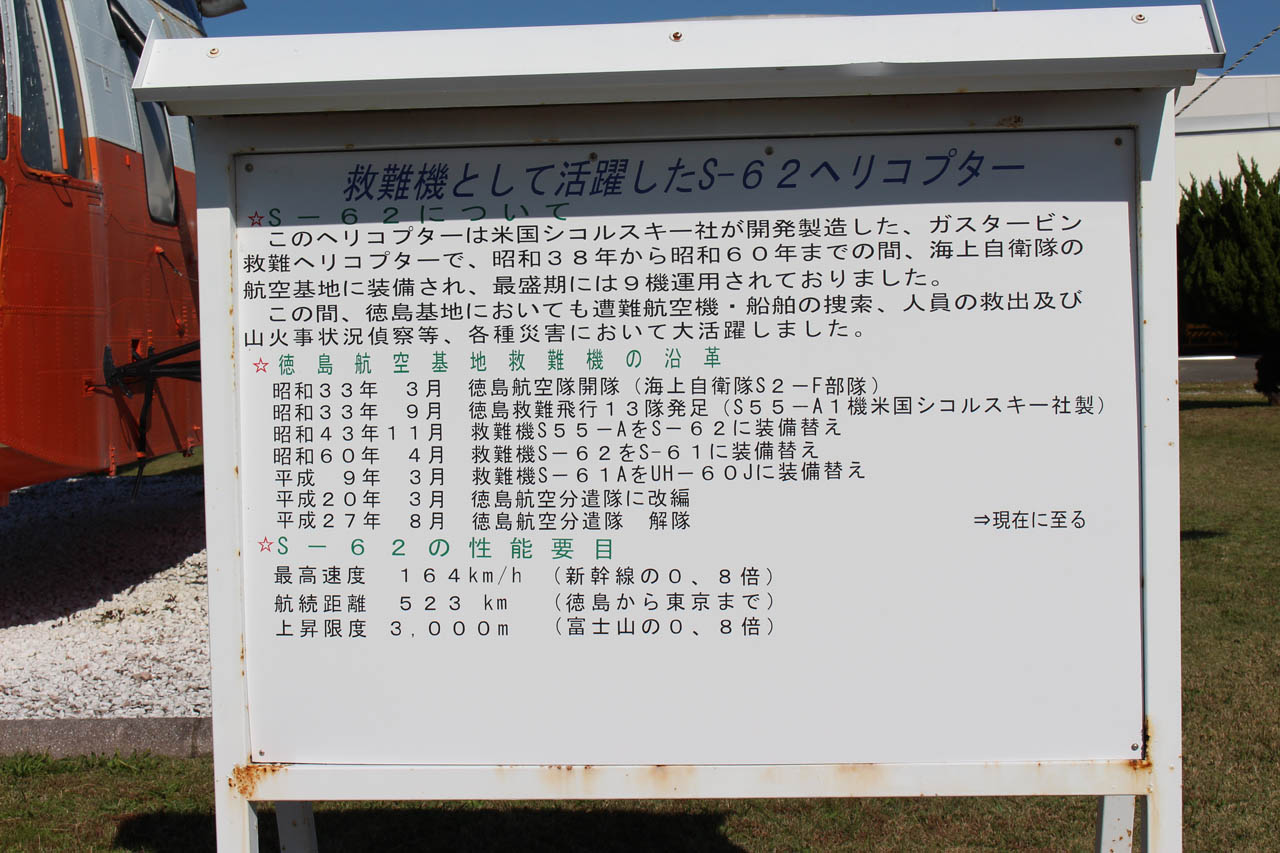 救難機として活躍したS-６２ヘリコプター
☆S－６２について
このヘリコプターは米国シコルスキー社が開発製造した、ガスタービン
救難ヘリコプターで、昭和３８年から昭和６０年までの間、海上自衛隊の
航空基地に装備され、最盛期には９機運用されておりました。
この間、徳島基地においても遭難航空機・船舶の捜索、人員の救出及び
山火事状況偵察等、各種災害において大活躍しました。
☆徳島航空基地救難機の沿革
昭和３３年　３月　徳島航空隊開隊（海上自衛隊S２－F部隊）
昭和３３年　９月　徳島救難飛行１３隊発足（S５５－A１機米国シコルスキー社製）
昭和４３年１１月　救難機S５５－AをS－６２に装備替え
昭和６０年　４月　救難機S－６２をS-６１に装備替え
平成　９年　３月　救難機S－６１AをUH－６０Jに装備替え
平成２０年　３月　徳島航空分遣隊に改編
平成２７年　８月　徳島航空分遣隊　解隊　⇒現在に至る
☆S－６２の性能要目
最高速度　１６４km/h　（新幹線の０、８倍）
航続距離　５２３ km　（徳島から東京まで）
上昇限度　３,０００m　（富士山の０、８倍）